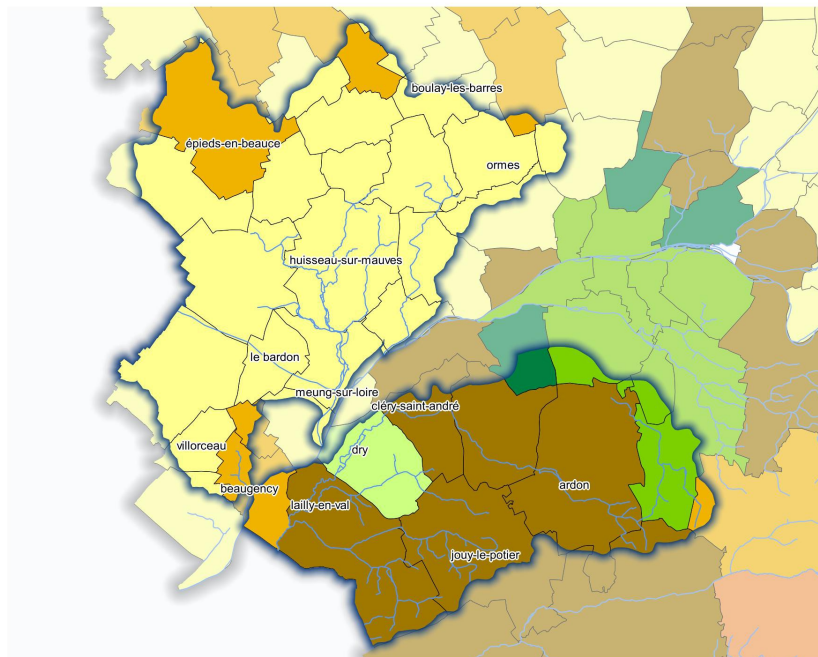 boulay-les-barres
épieds-en-beauce
ormes
huisseau-sur-mauves
le bardon
meung-sur-loire
cléry-saint-andré
villorceau
dry
beaugency
ardon
lailly-en-val
jouy-le-potier